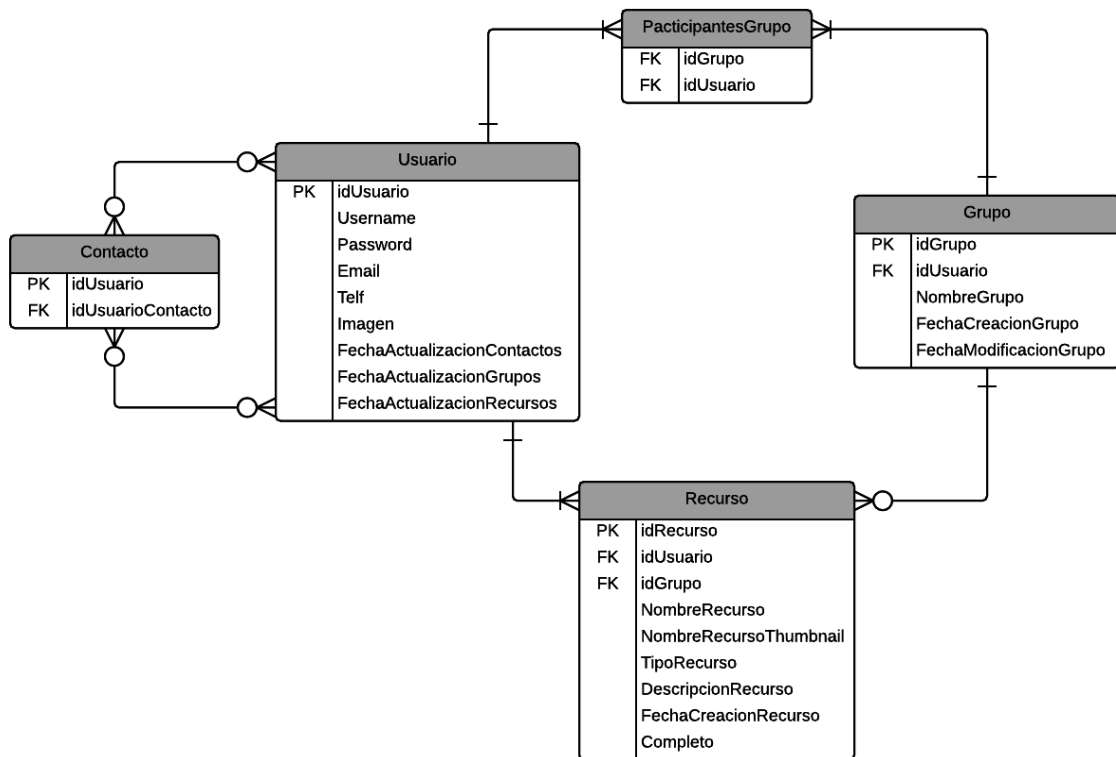 PacticipantesGrupo
FK idGrupo
FK idUsuario
Usuario
PK idUsuario
Username
Password
Email
Telf
Imagen
FechaActualizacionContactos
FechaActualizacionGrupos
FechaActualizacionRecursos
Contacto
PK idUsuario
FK idUsuarioContacto
Grupo
PK idGrupo
FK idUsuario
NombreGrupo
FechaCreacionGrupo
FechaModificacionGrupo
Recurso
PK idRecurso
FK idUsuario
FK idGrupo
NombreRecurso
NombreRecursoThumbnail
TipoRecurso
DescripcionRecurso
FechaCreacionRecurso
Completo